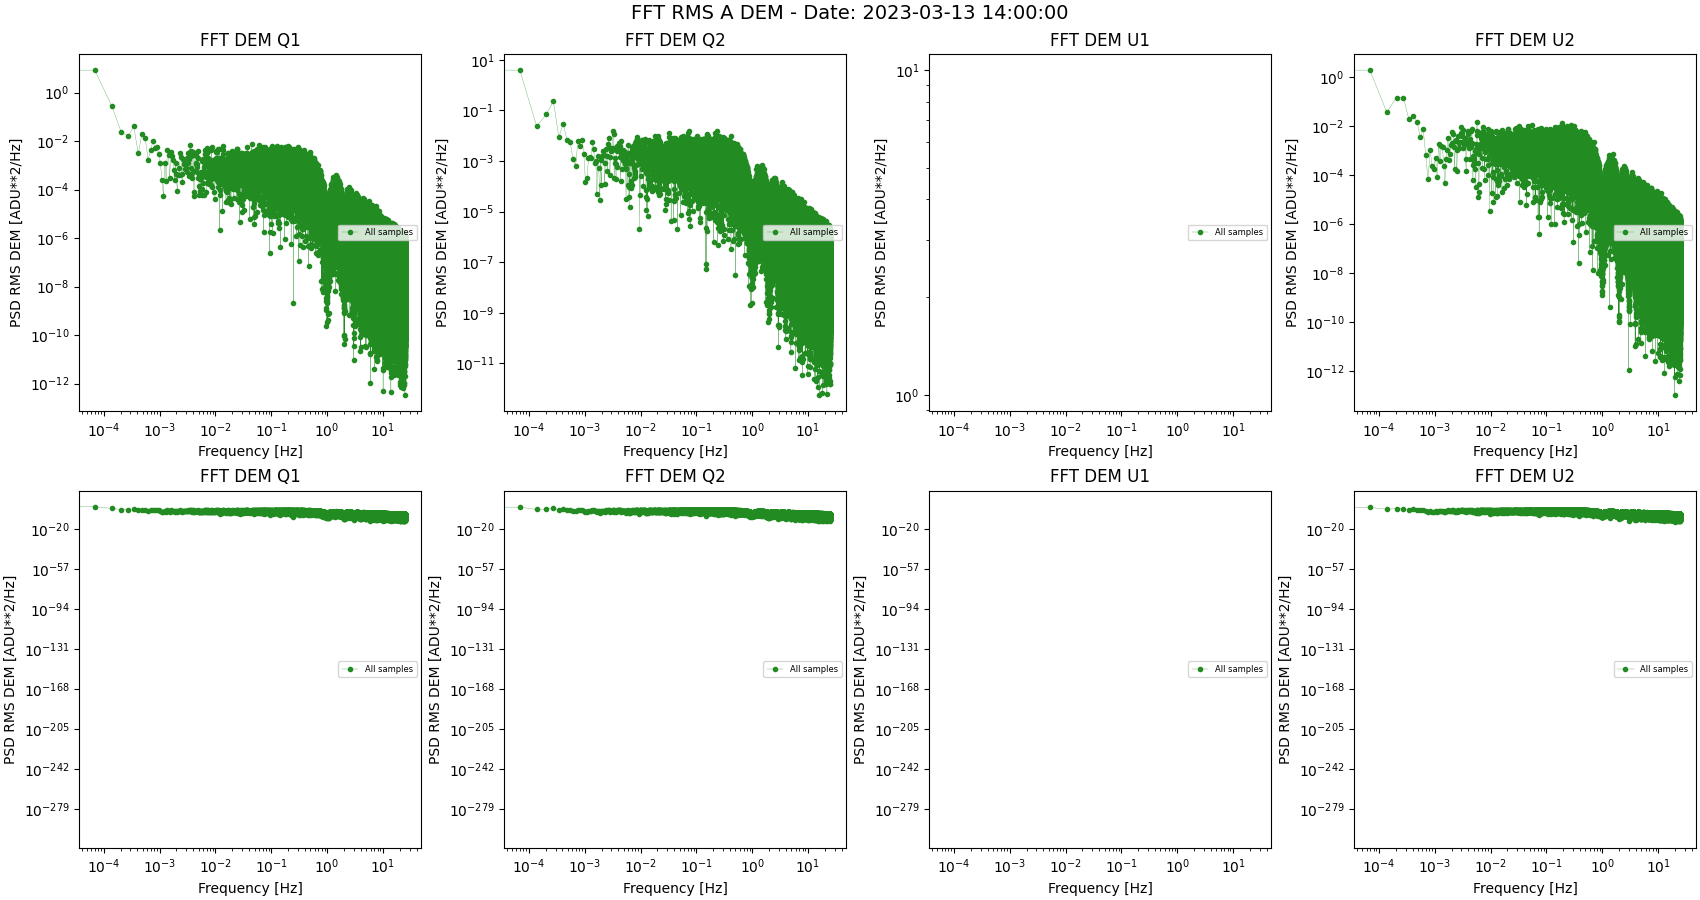 FFT RMS A DEM - Date: 2023-03-13 14:00:00
FFT DEM Q1
PSD RMS DEM [ADU**2/Hz]
10^0
10^-2
10^-4
10^-6
10^-8
10^-10
10^-12
All samples
10^-4 10^-3 10^-2 10^-1 10^0 10^1
Frequency [Hz]
FFT DEM Q2
PSD RMS DEM [ADU**2/Hz]
10^1
10^-1
10^-3
10^-5
10^-7
10^-9
10^-11
All samples
10^-4 10^-3 10^-2 10^-1 10^0 10^1
Frequency [Hz]
FFT DEM U1
PSD RMS DEM [ADU**2/Hz]
10^1
10^0
All samples
10^-4 10^-3 10^-2 10^-1 10^0 10^1
Frequency [Hz]
FFT DEM U2
PSD RMS DEM [ADU**2/Hz]
10^0
10^-2
10^-4
10^-6
10^-8
10^-10
10^-12
All samples
10^-4 10^-3 10^-2 10^-1 10^0 10^1
Frequency [Hz]
FFT DEM Q1
PSD RMS DEM [ADU**2/Hz]
10^-20
10^-57
10^-94
10^-131
10^-168
10^-205
10^-242
10^-279
All samples
10^-4 10^-3 10^-2 10^-1 10^0 10^1
Frequency [Hz]
FFT DEM Q2
PSD RMS DEM [ADU**2/Hz]
10^-20
10^-57
10^-94
10^-131
10^-168
10^-205
10^-242
10^-279
All samples
10^-4 10^-3 10^-2 10^-1 10^0 10^1
Frequency [Hz]
FFT DEM U1
PSD RMS DEM [ADU**2/Hz]
10^-20
10^-57
10^-94
10^-131
10^-168
10^-205
10^-242
10^-279
All samples
10^-4 10^-3 10^-2 10^-1 10^0 10^1
Frequency [Hz]
FFT DEM U2
PSD RMS DEM [ADU**2/Hz]
10^-20
10^-57
10^-94
10^-131
10^-168
10^-205
10^-242
10^-279
All samples
10^-4 10^-3 10^-2 10^-1 10^0 10^1
Frequency [Hz]